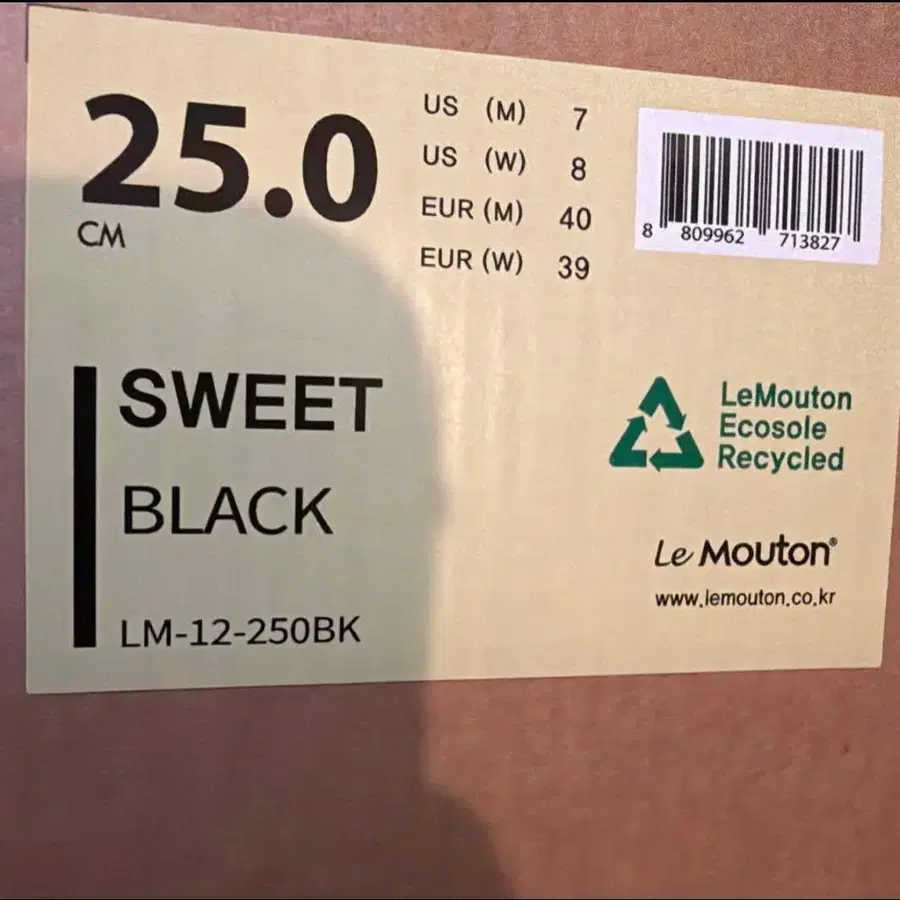 25.0
CM
US (M) 7
US (W) 8
EUR (M) 40
EUR (W) 39
8 809962 713827
SWEET
BLACK
LM-12-250BK
LeMouton
Ecosole
Recycled
Le Mouton®
www.lemouton.co.kr